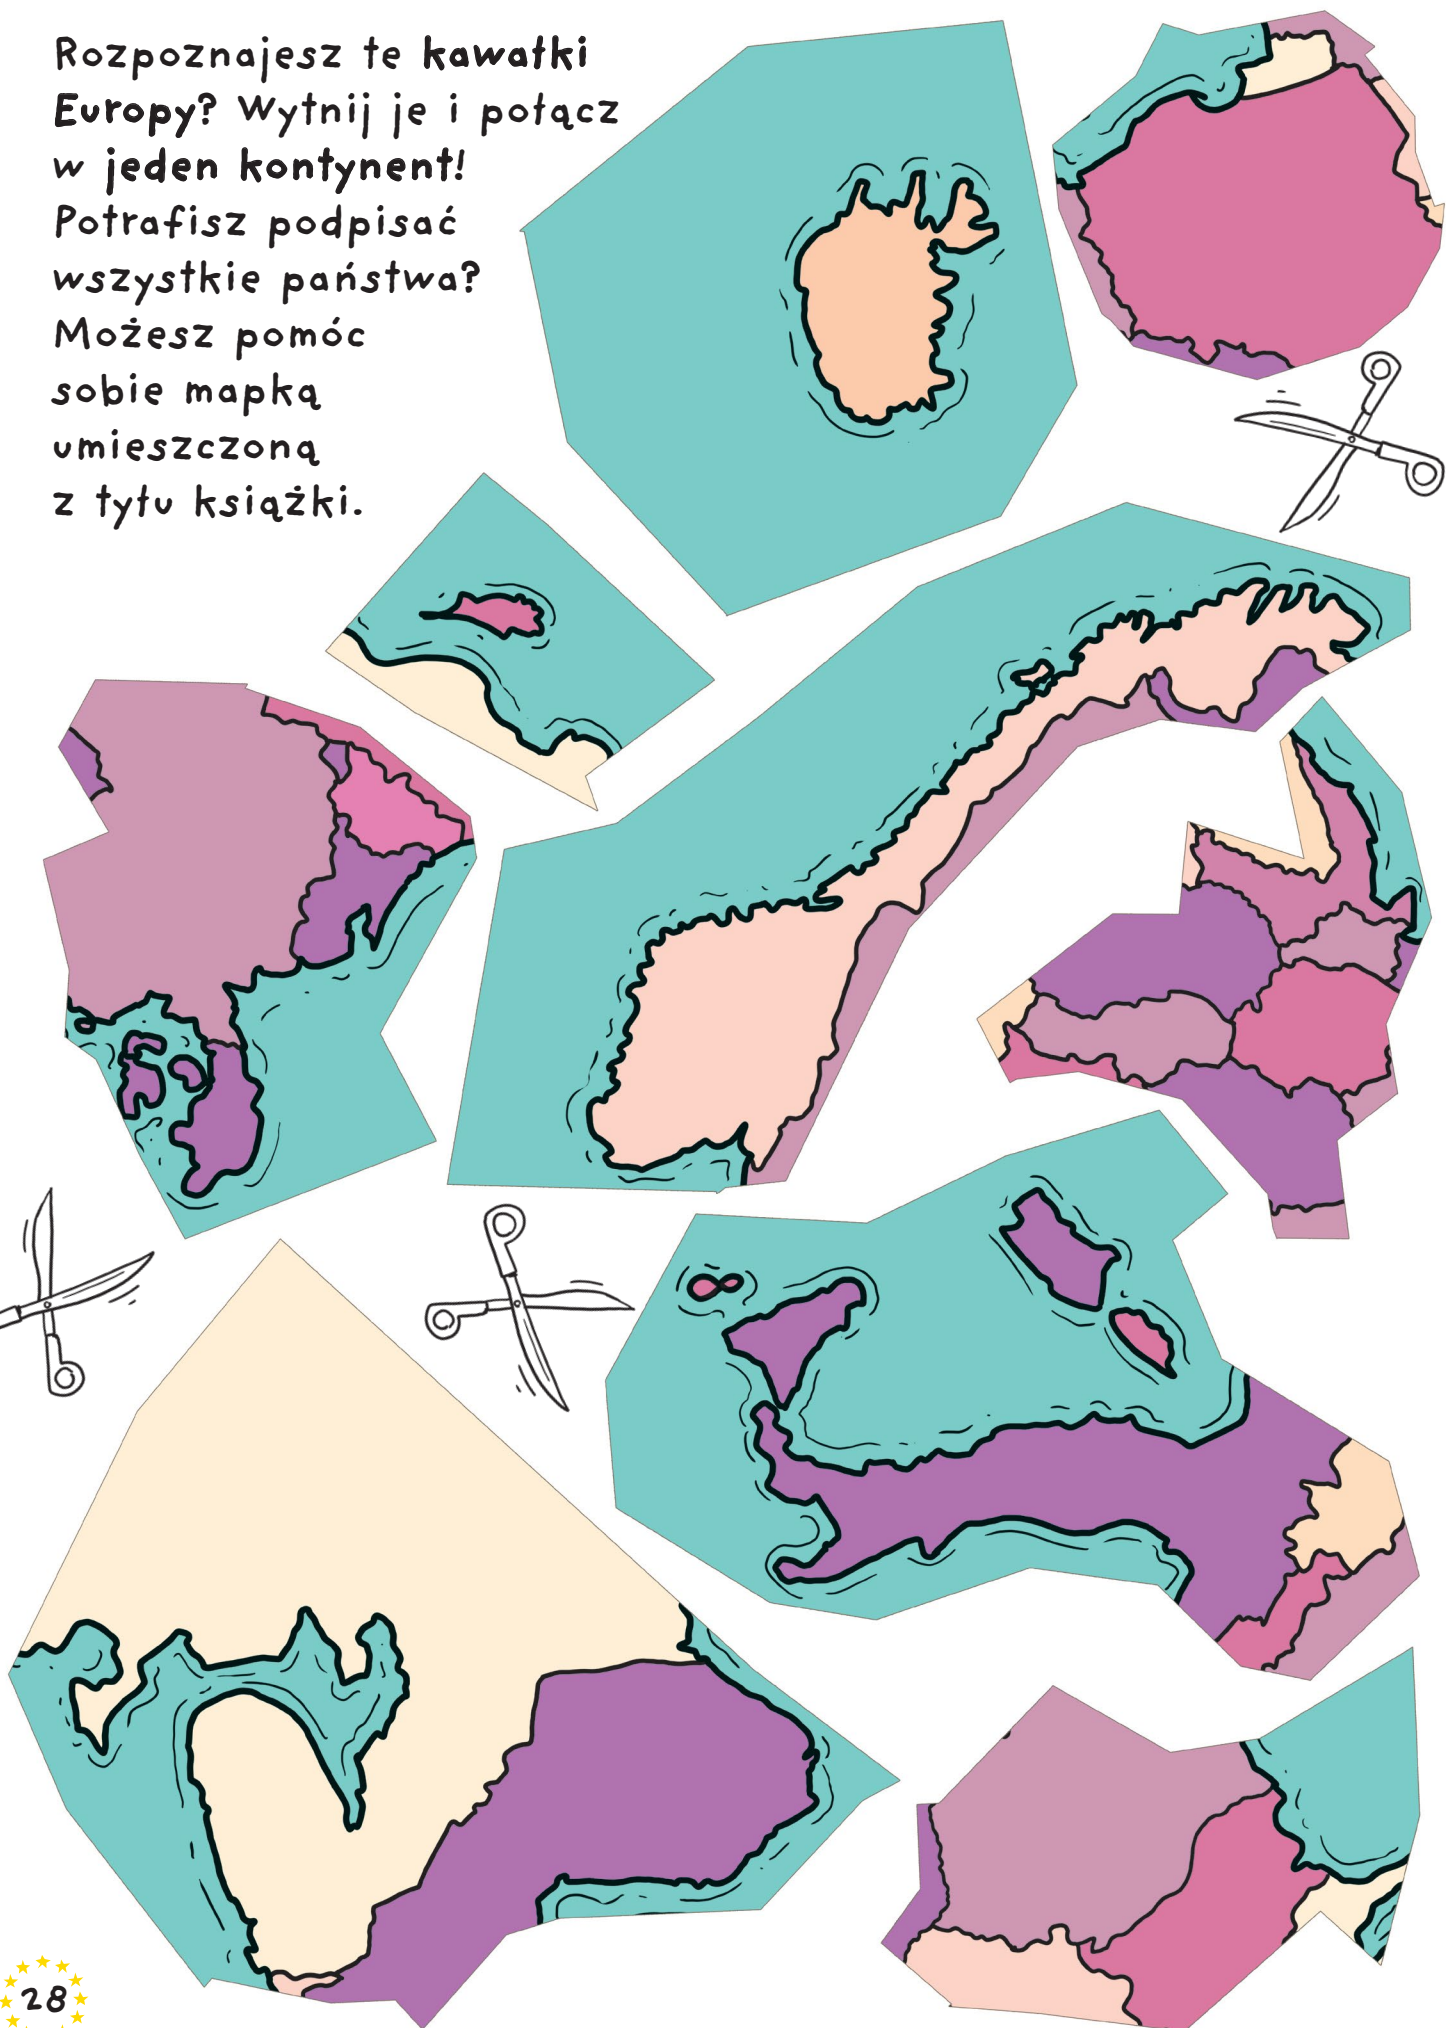 Rozpoznajesz te kawałki
Europy? Wytnij je i połącz
w jeden kontynent!
Potrafisz podpisać
wszystkie państwa?
Możesz pomóc
sobie mapką
umieszczoną
z tyłu książki.
28